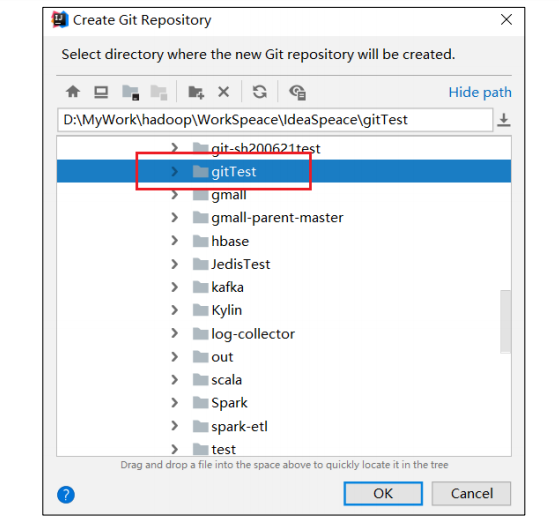 Create Git Repository
Select directory where the new Git repository will be created.
Hide path
D:\MyWork\hadoop\WorkSpeace\IdeaSpeace\gitTest
git-sh200621test
gitTest
gmall
gmall-parent-master
hbase
JedisTest
kafka
Kylin
log-collector
out
scala
Spark
spark-etl
test
Drag and drop a file into the space above to quickly locate it in the tree
?
OK Cancel